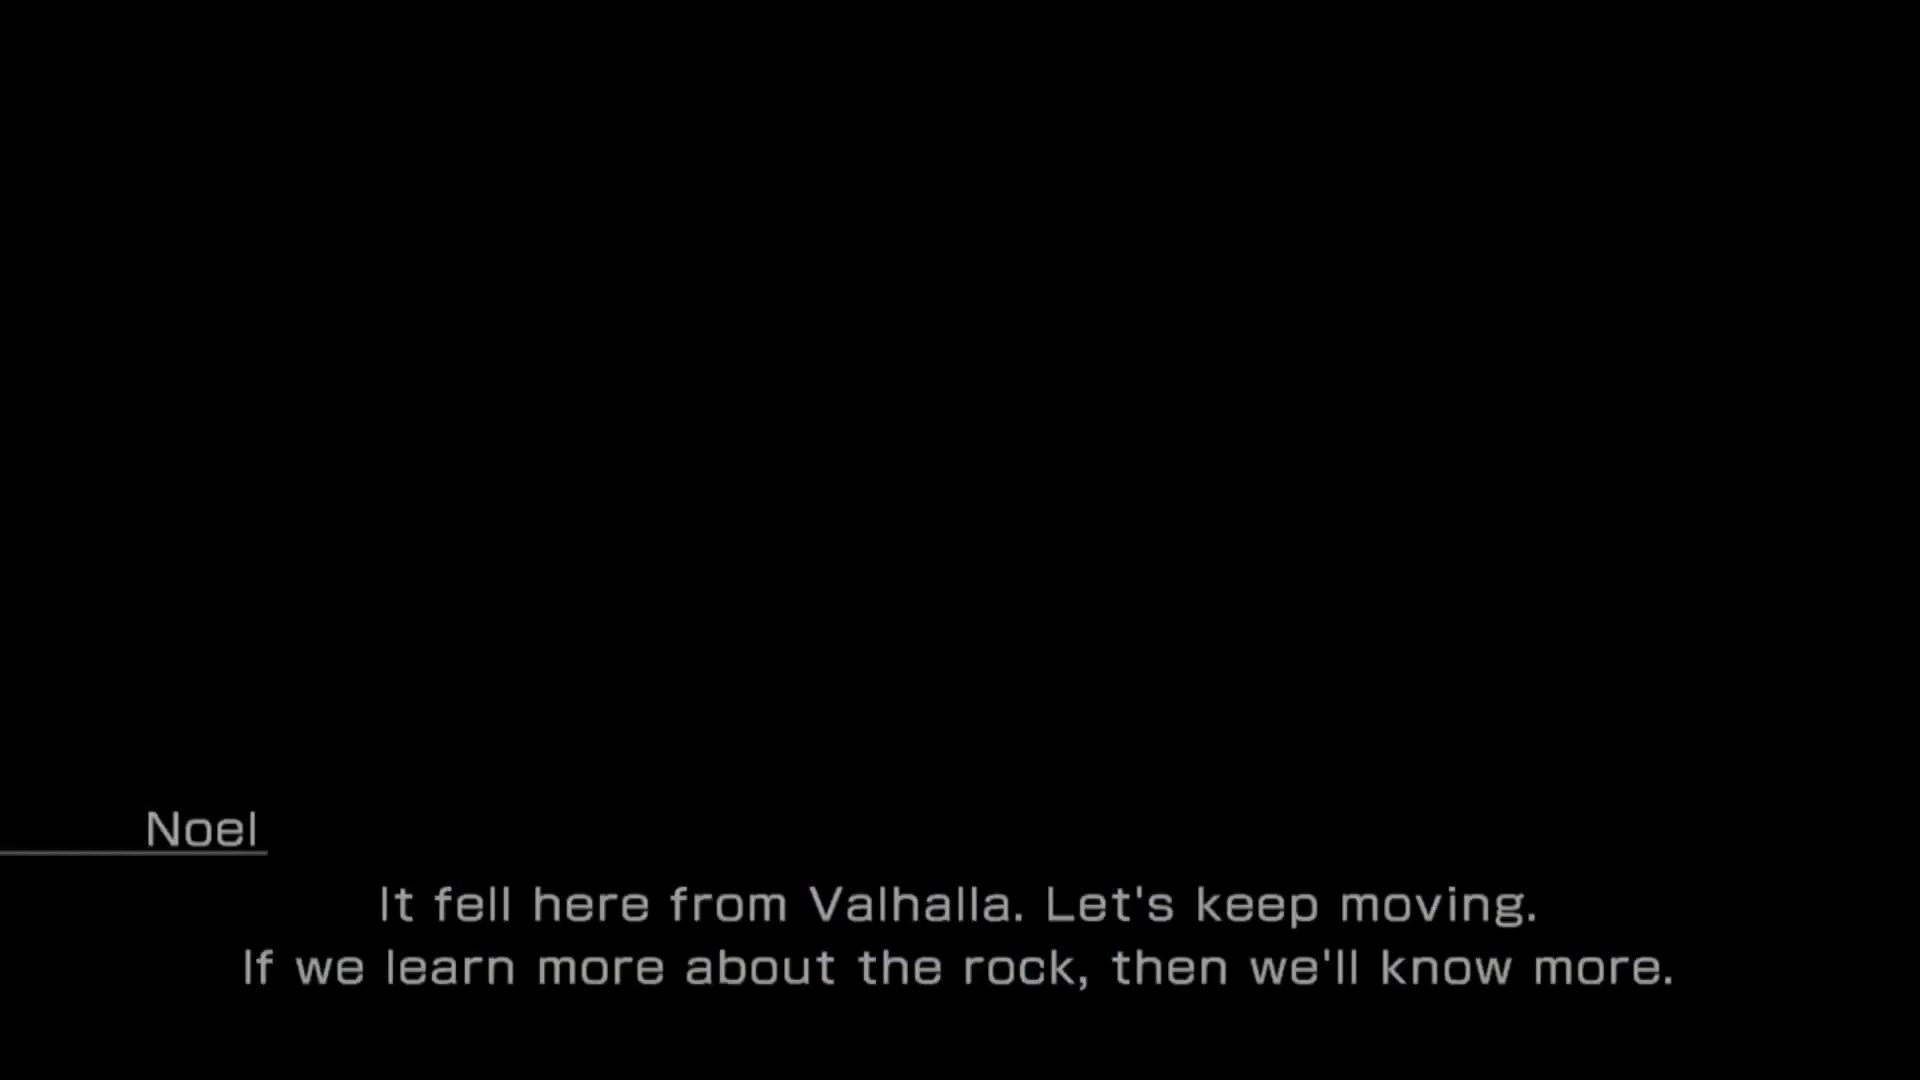 Noel
It fell here from Valhalla. Let's keep moving.
If we learn more about the rock, then we'll know more.